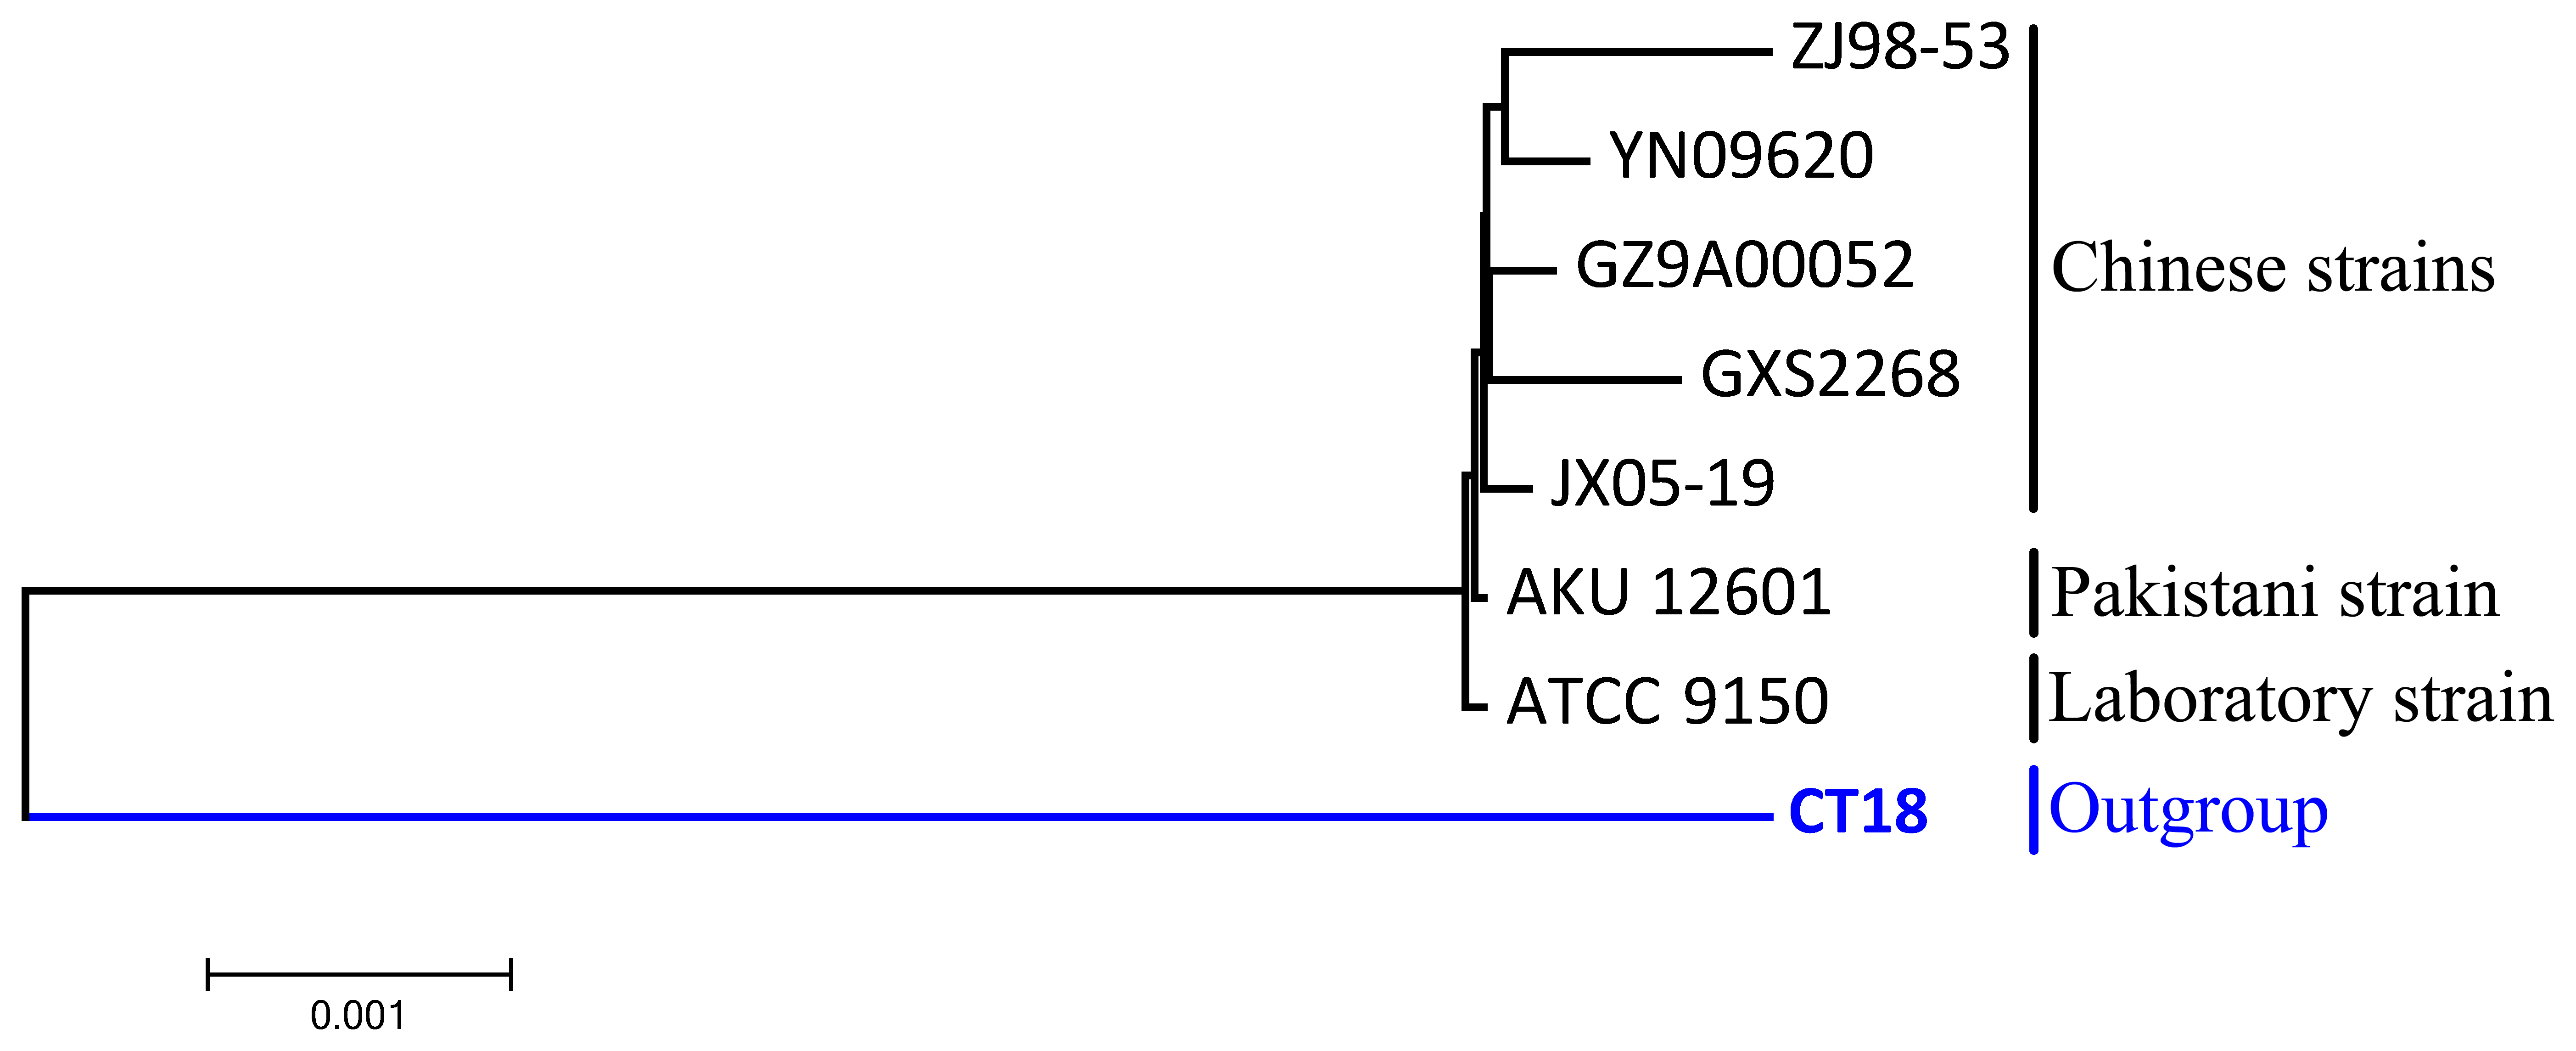 ZJ98-53
YN09620
GZ9A00052
Chinese strains
GXS2268
JX05-19
AKU 12601
Pakistani strain
ATCC 9150
Laboratory strain
CT18
Outgroup
0.001